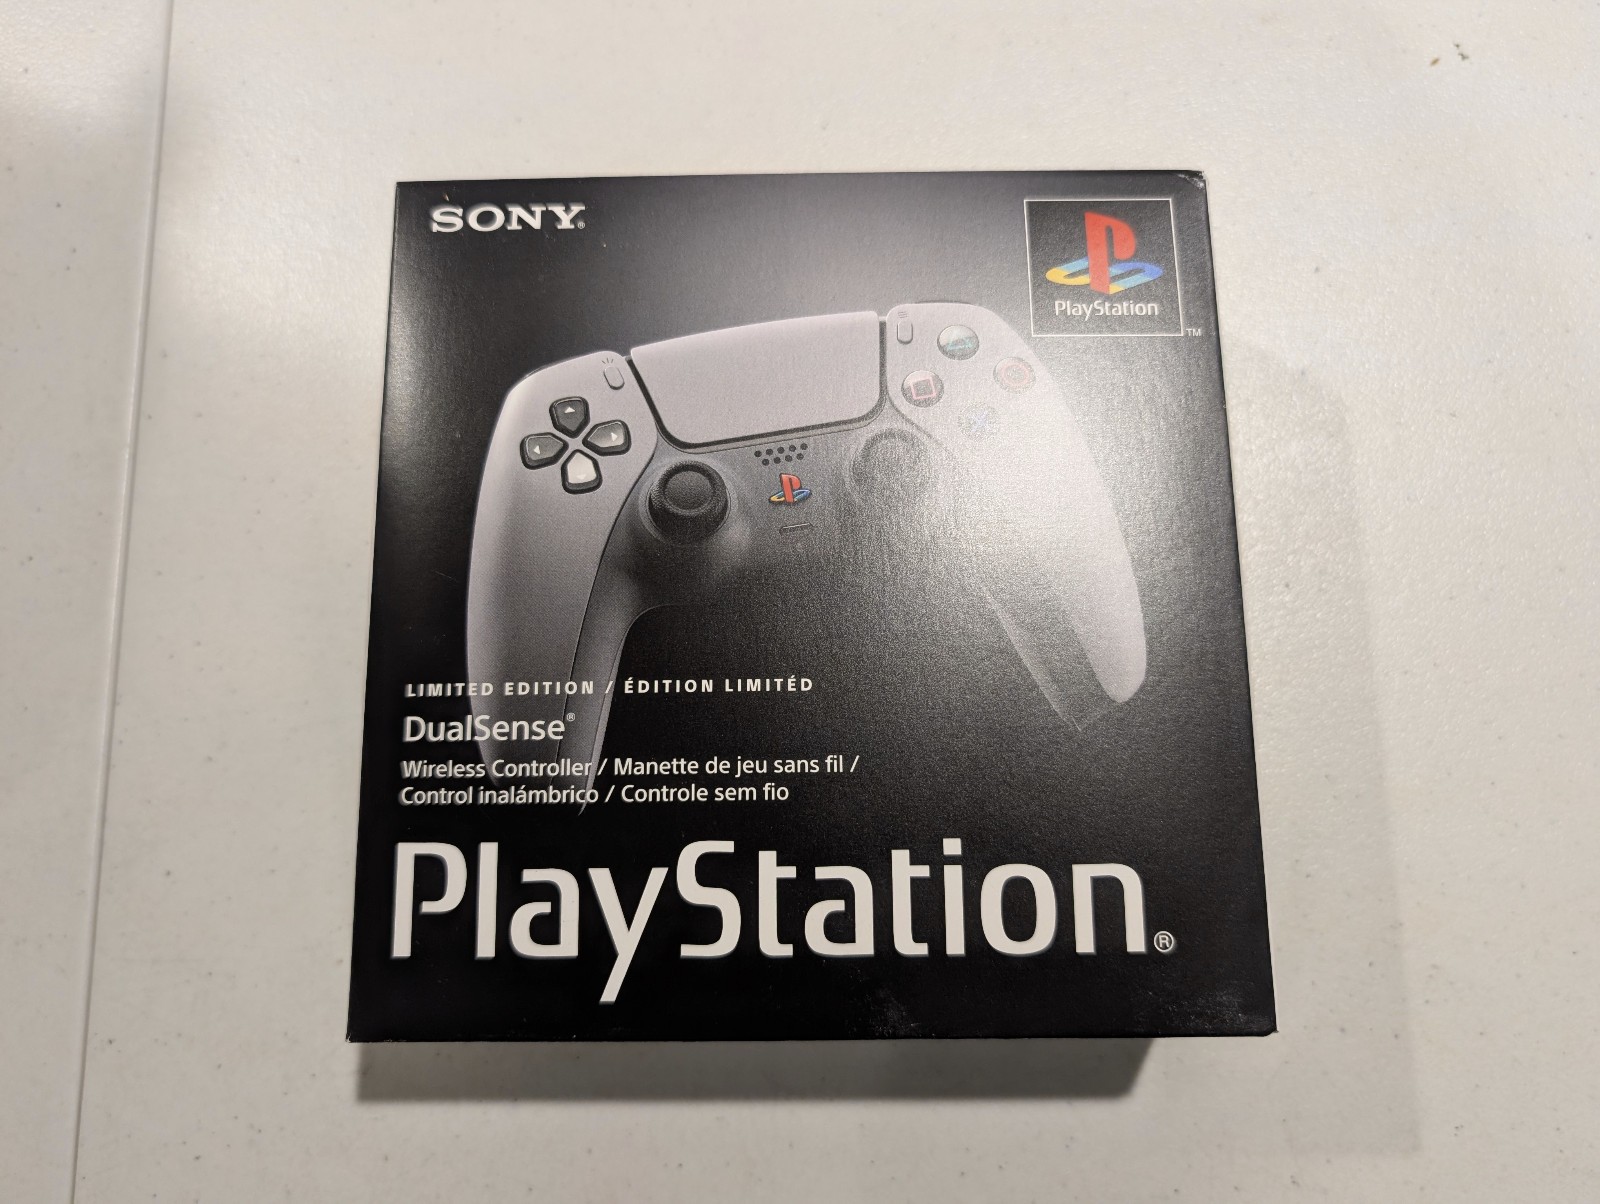 SONY®
PlayStation
TM
LIMITED EDITION / ÉDITION LIMITÉD
DualSense®
Wireless Controller / Manette de jeu sans fil /
Control inalámbrico / Controle sem fio
PlayStation®